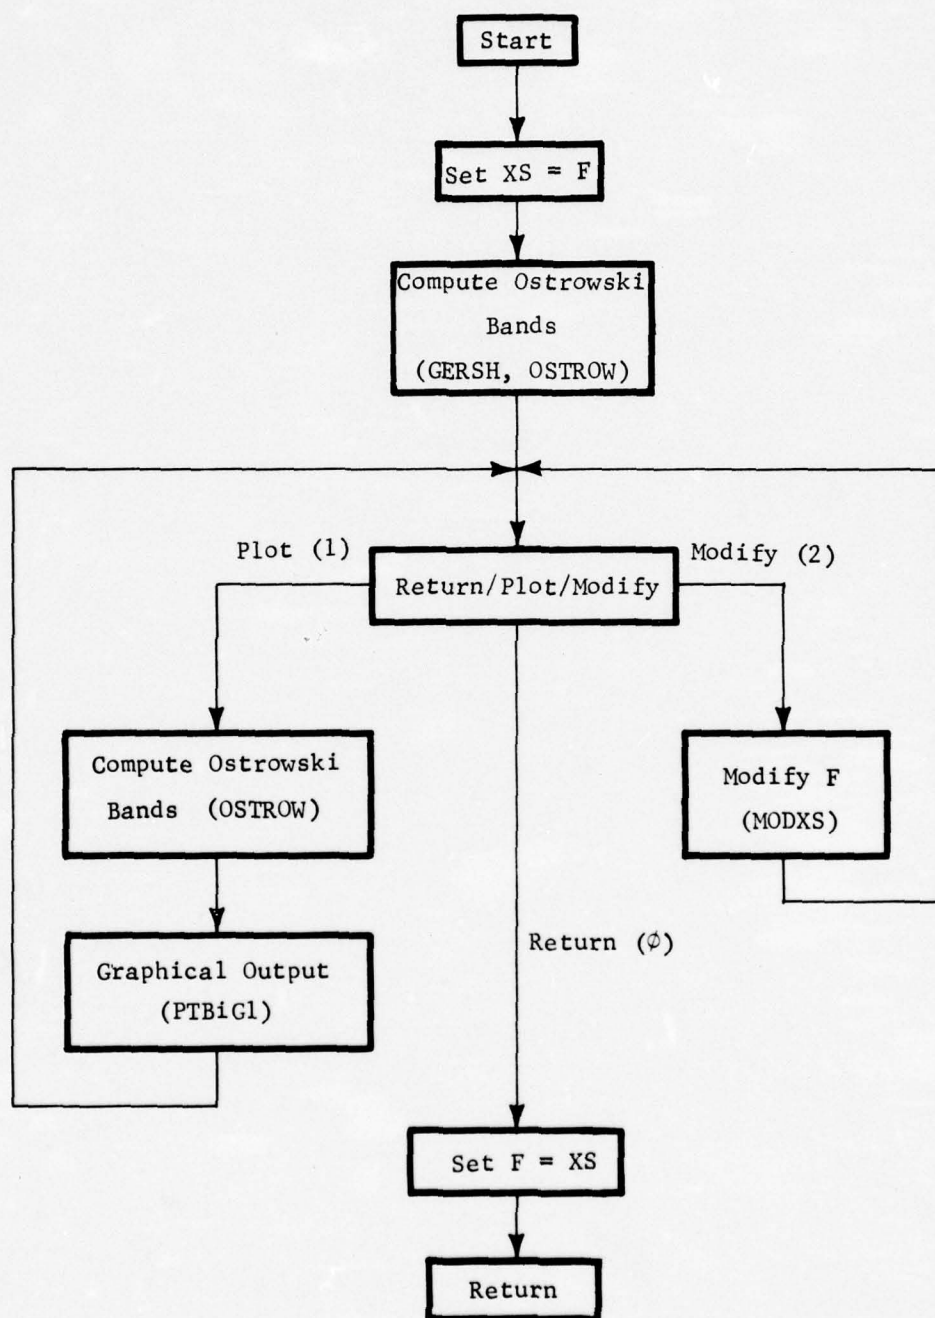 Start
Set XS = F
Compute Ostrowski
Bands
(GERSH, OSTROW)
Plot (1)
Return/Plot/Modify
Modify (2)
Compute Ostrowski
Bands (OSTROW)
Modify F
(MODXS)
Graphical Output
(PTBiG1)
Return (Ø)
Set F = XS
Return